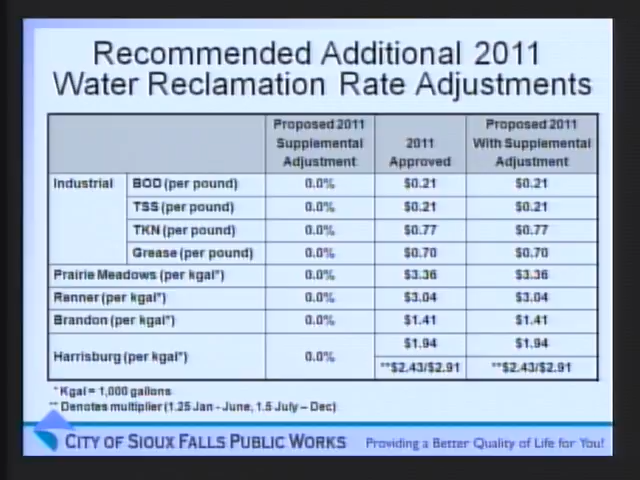 Recommended Additional 2011
Water Reclamation Rate Adjustments
Proposed 2011 Supplemental Adjustment 2011 Approved Proposed 2011 With Supplemental Adjustment
Industrial BOD (per pound) 0.0% $0.21 $0.21
TSS (per pound) 0.0% $0.21 $0.21
TKN (per pound) 0.0% $0.77 $0.77
Grease (per pound) 0.0% $0.70 $0.70
Prairie Meadows (per kgal*) 0.0% $3.36 $3.36
Renner (per kgal*) 0.0% $3.04 $3.04
Brandon (per kgal*) 0.0% $1.41 $1.41
Harrisburg (per kgal*) 0.0% $1.94 $1.94
**$2.43/$2.91 **$2.43/$2.91
* Kgal = 1,000 gallons
** Denotes multiplier (1.25 Jan - June, 1.5 July – Dec)
CITY OF SIOUX FALLS PUBLIC WORKS Providing a Better Quality of Life for You!